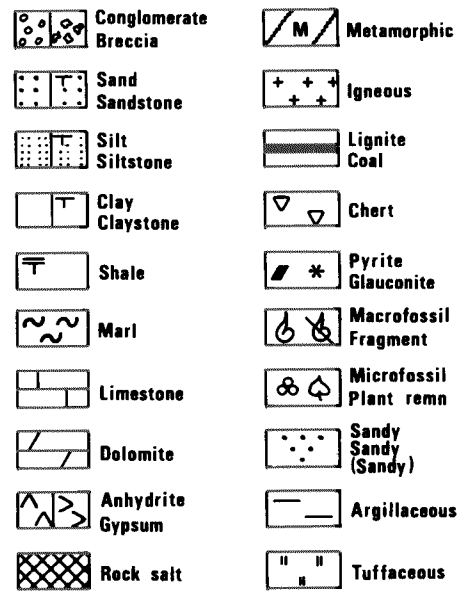 Conglomerate
Breccia
Sand
Sandstone
Silt
Siltstone
Clay
Claystone
Shale
Marl
Limestone
Dolomite
Anhydrite
Gypsum
Rock salt
M
Metamorphic
Igneous
Lignite
Coal
Chert
Pyrite
Glauconite
Macrofossil
Fragment
Microfossil
Plant remn
Sandy
Sandy
(Sandy)
Argillaceous
Tuffaceous